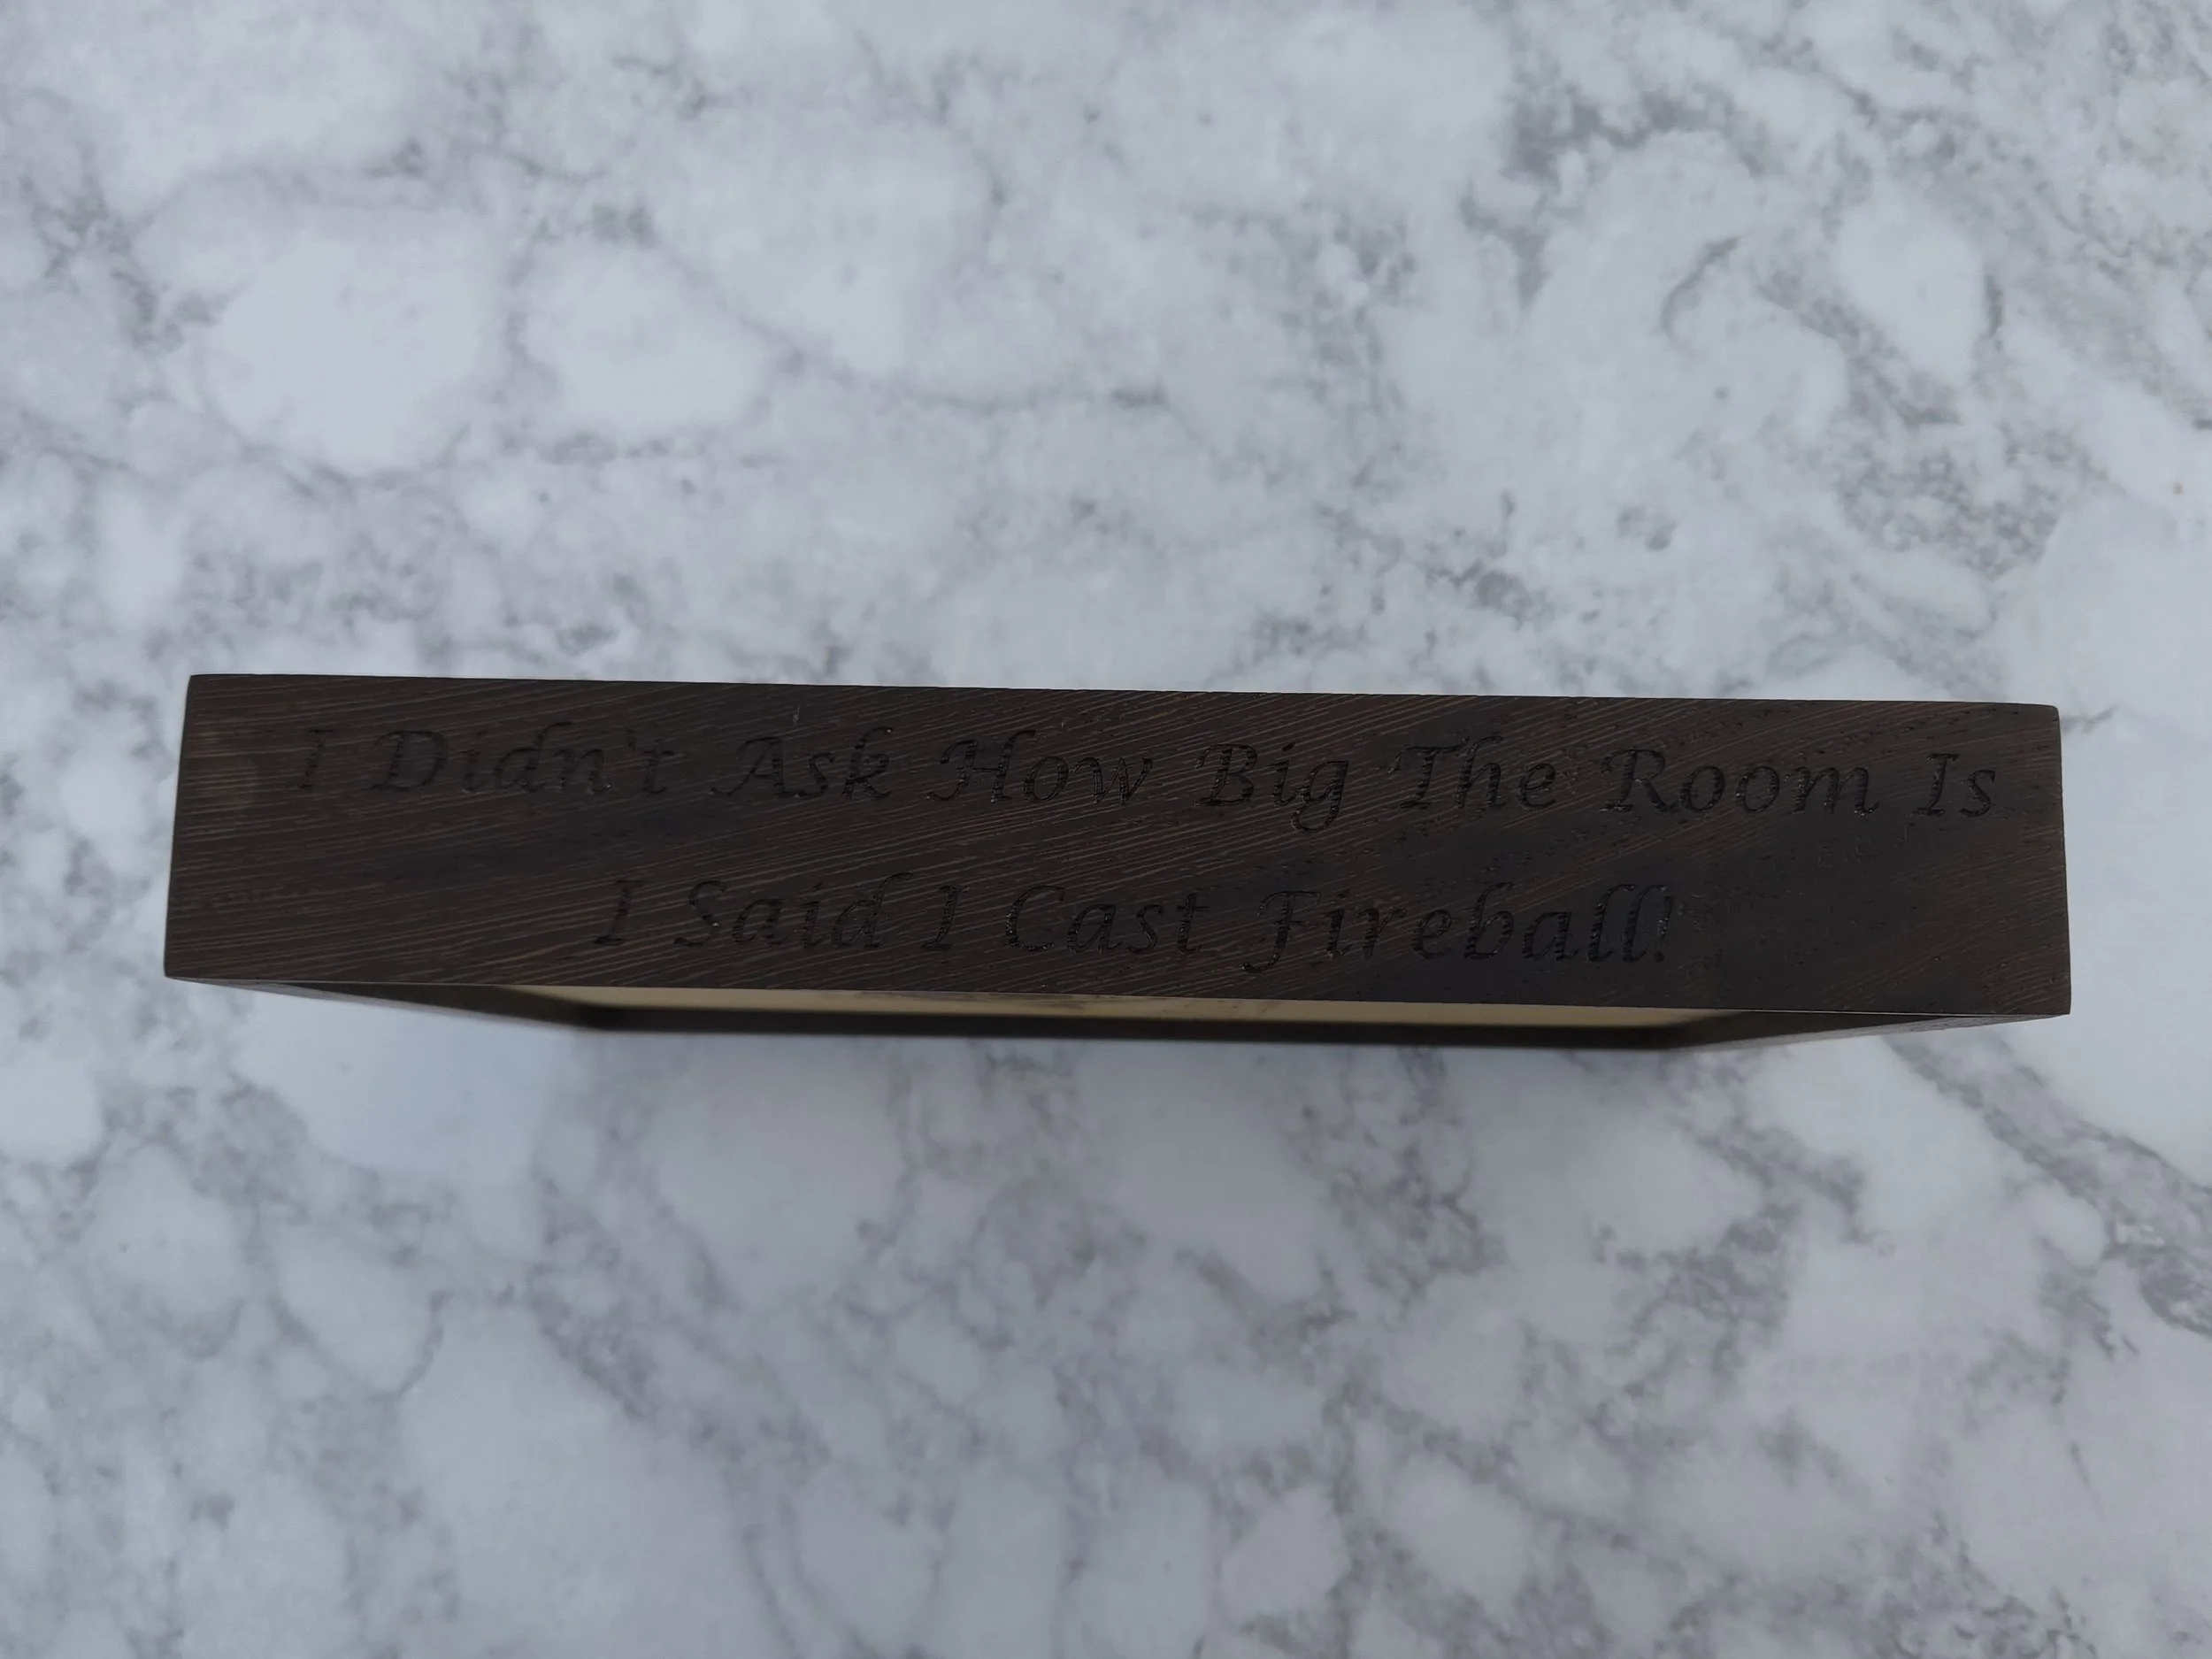 I Didn't Ask How Big The Room Is
I Said I Cast Fireball!